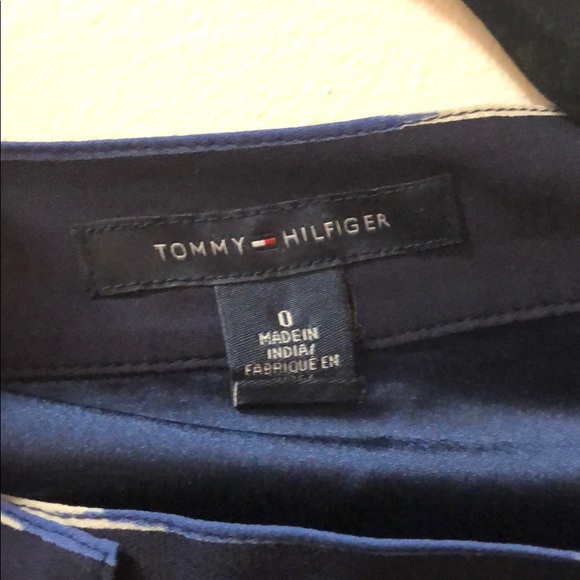 TOMMY HILFIGER
0
MADE IN
INDIA/
FABRIQUE EN